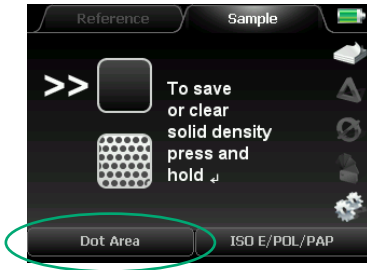 Reference
Sample
>>
To save
or clear
solid density
press and
hold ↲
Dot Area
ISO E/POL/PAP